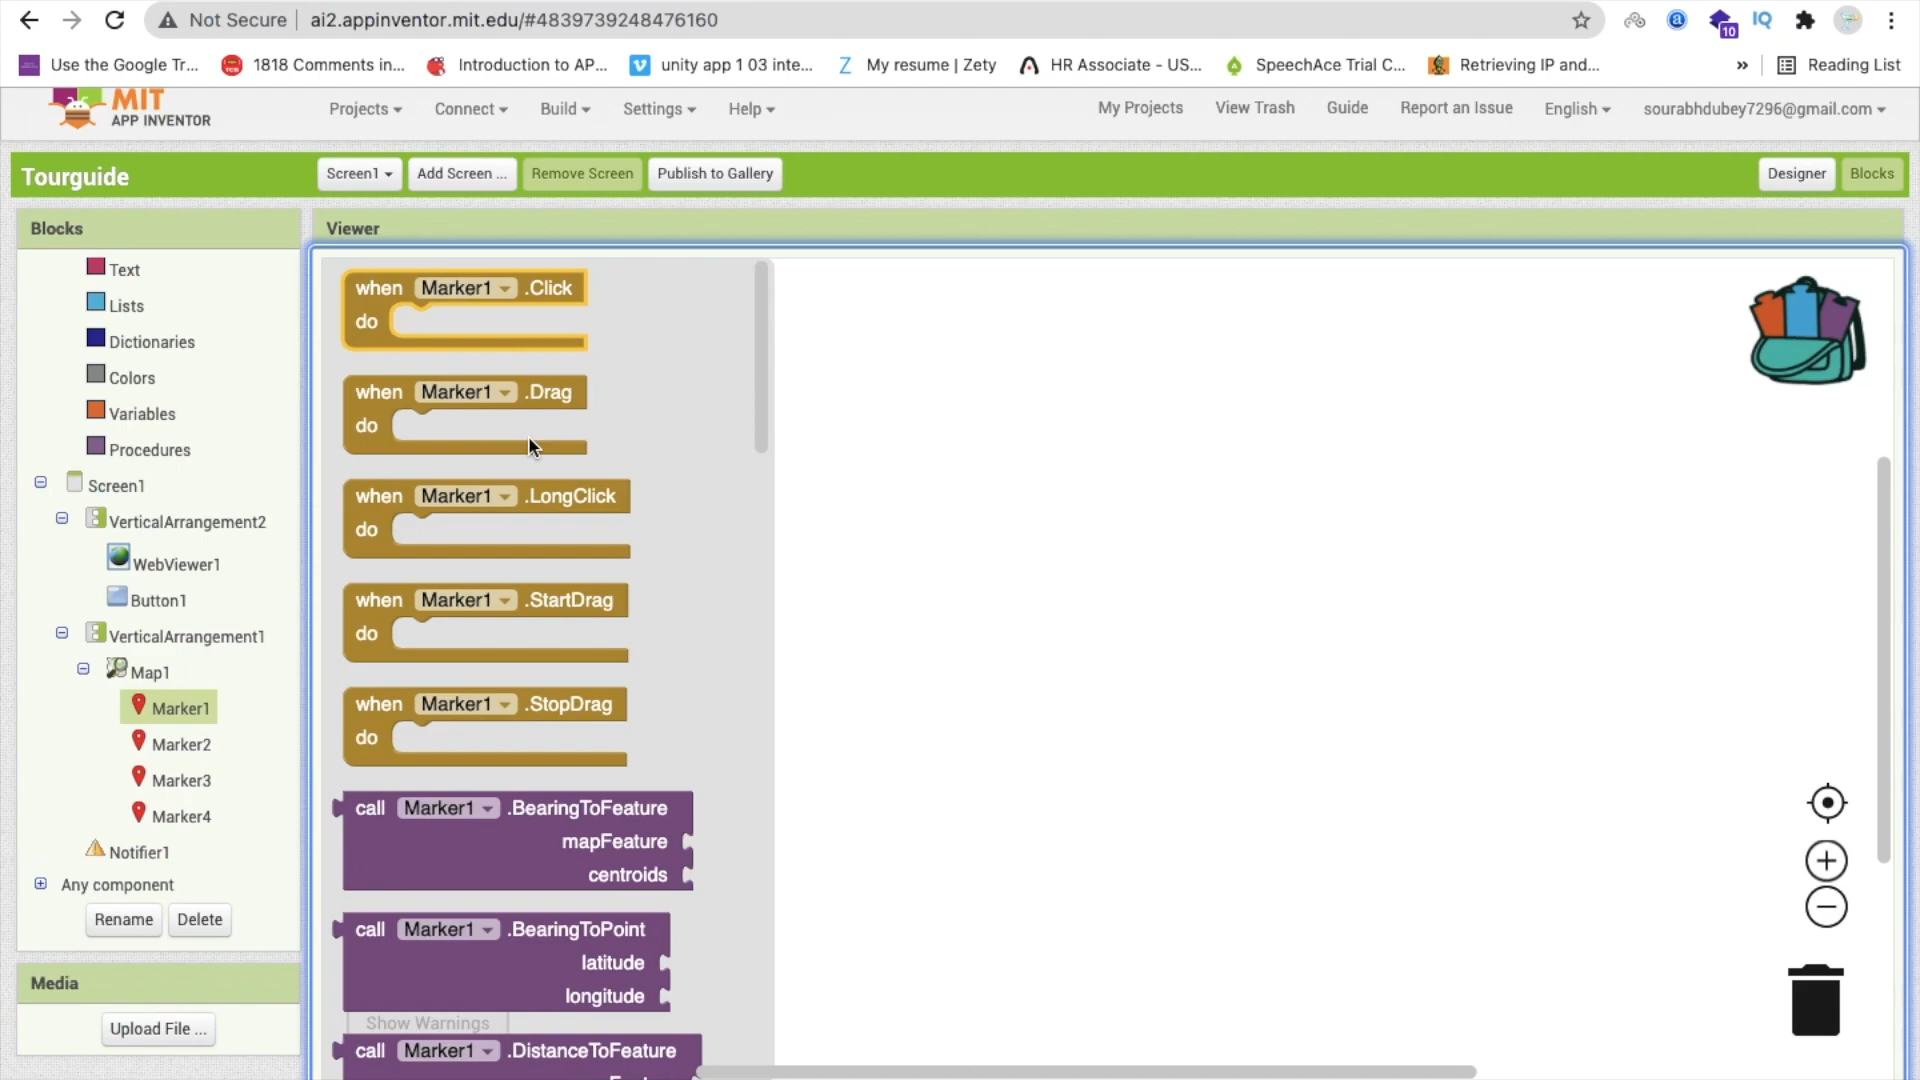 Not Secure | ai2.appinventor.mit.edu/#4839739248476160
10
IQ
Use the Google Tr...
1818 Comments in...
Introduction to AP...
unity app 1 03 inte...
My resume | Zety
HR Associate - US...
SpeechAce Trial C...
Retrieving IP and...
»
Reading List
MIT
APP INVENTOR
Projects
Connect
Build
Settings
Help
My Projects
View Trash
Guide
Report an Issue
English
sourabhdubey7296@gmail.com
Tourguide
Screen1
Add Screen ...
Remove Screen
Publish to Gallery
Designer
Blocks
Blocks
Viewer
Text
Lists
Dictionaries
Colors
Variables
Procedures
Screen1
VerticalArrangement2
WebViewer1
Button1
VerticalArrangement1
Map1
Marker1
Marker2
Marker3
Marker4
Notifier1
Any component
Rename
Delete
Media
Upload File ...
when Marker1 .Click
do
when Marker1 .Drag
do
when Marker1 .LongClick
do
when Marker1 .StartDrag
do
when Marker1 .StopDrag
do
call Marker1 .BearingToFeature
mapFeature
centroids
call Marker1 .BearingToPoint
latitude
longitude
Show Warnings
call Marker1 .DistanceToFeature